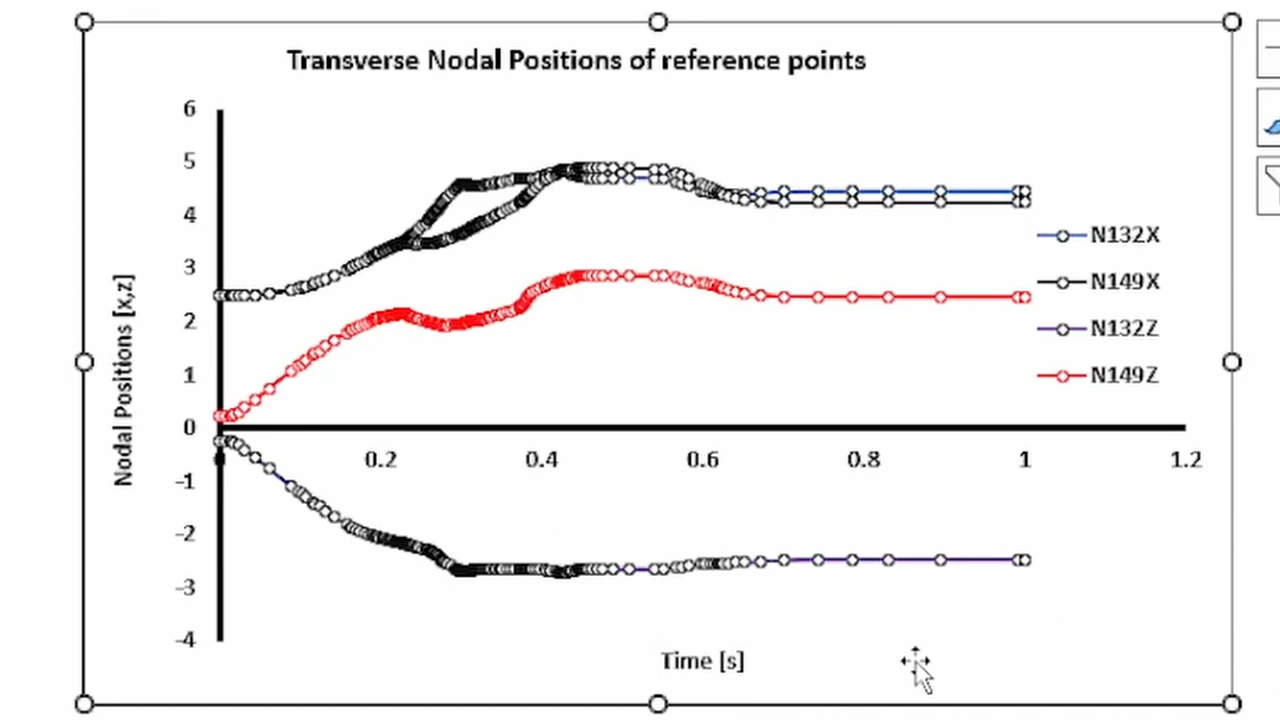 Transverse Nodal Positions of reference points
6
5
4
3
2
1
0
-1
-2
-3
-4
Nodal Positions [x,z]
0.2 0.4 0.6 0.8 1 1.2
Time [s]
N132X
N149X
N132Z
N149Z